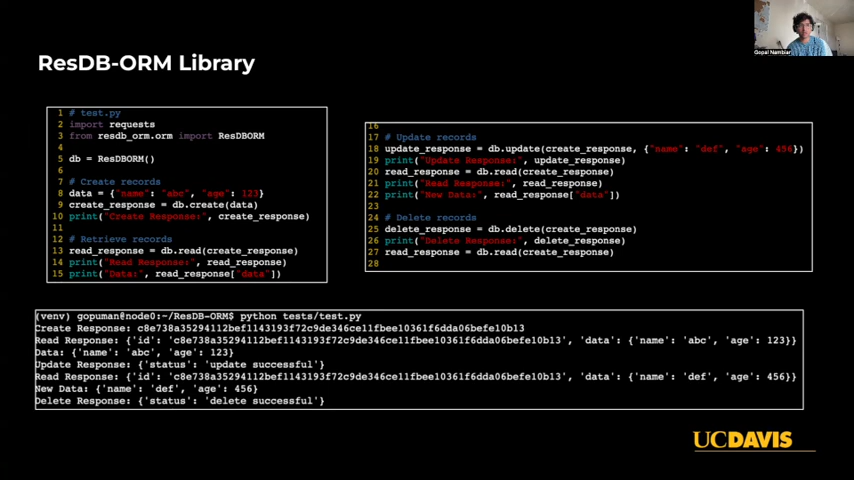 Gopal Nambiar
ResDB-ORM Library
1 # test.py
2 import requests
3 from resdb_orm.orm import ResDBORM
4
5 db = ResDBORM()
6
7 # Create records
8 data = {"name": "abc", "age": 123}
9 create_response = db.create(data)
10 print("Create Response:", create_response)
11
12 # Retrieve records
13 read_response = db.read(create_response)
14 print("Read Response:", read_response)
15 print("Data:", read_response["data"])
16
17 # Update records
18 update_response = db.update(create_response, {"name": "def", "age": 456})
19 print("Update Response:", update_response)
20 read_response = db.read(create_response)
21 print("Read Response:", read_response)
22 print("New Data:", read_response["data"])
23
24 # Delete records
25 delete_response = db.delete(create_response)
26 print("Delete Response:", delete_response)
27 read_response = db.read(create_response)
28
(venv) gopuman@node0:~/ResDB-ORM$ python tests/test.py
Create Response: c8e738a35294112bef1143193f72c9de346ce11fbee10361f6dda06befe10b13
Read Response: {'id': 'c8e738a35294112bef1143193f72c9de346ce11fbee10361f6dda06befe10b13', 'data': {'name': 'abc', 'age': 123}}
Data: {'name': 'abc', 'age': 123}
Update Response: {'status': 'update successful'}
Read Response: {'id': 'c8e738a35294112bef1143193f72c9de346ce11fbee10361f6dda06befe10b13', 'data': {'name': 'def', 'age': 456}}
New Data: {'name': 'def', 'age': 456}
Delete Response: {'status': 'delete successful'}
UCDAVIS